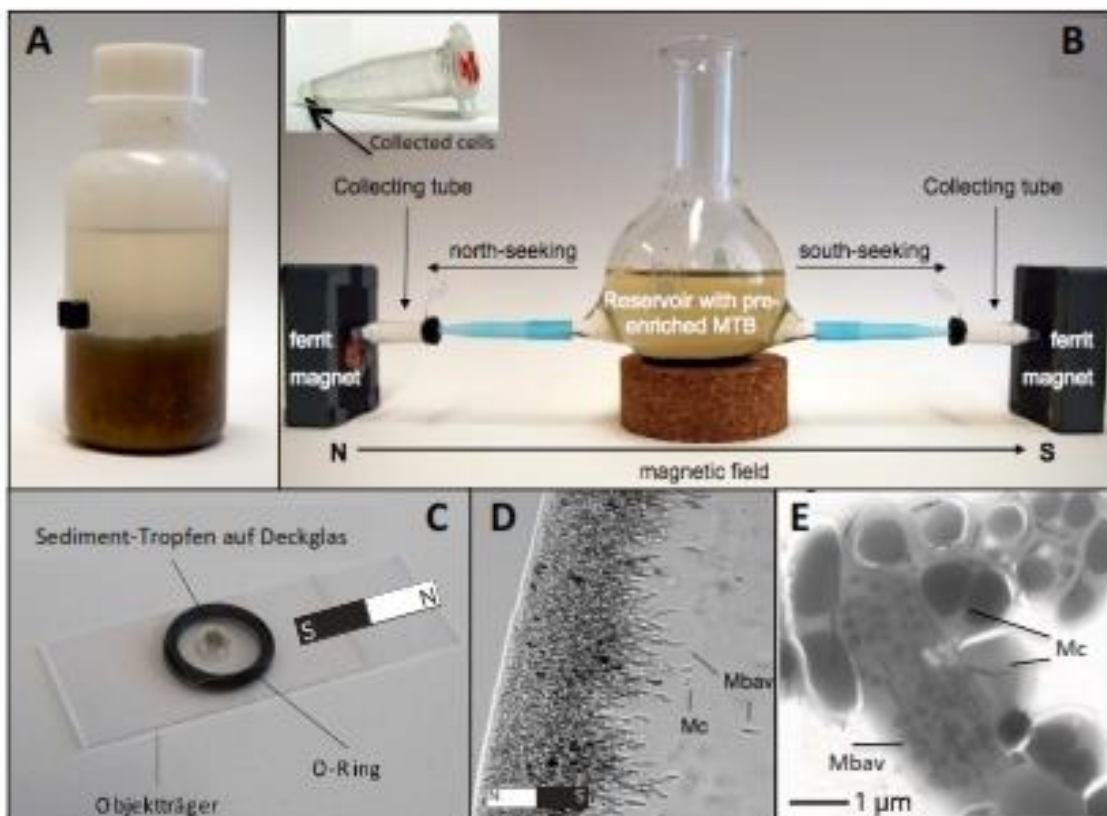 A
B
Collected cells
Collecting tube
Collecting tube
north-seeking
south-seeking
Reservoir with pre-
enriched MTB
ferrit
magnet
ferrit
magnet
N
S
magnetic field
C
Sediment-Tropfen auf Deckglas
S
N
O-Ring
Objektträger
D
Mbav
Mc
N
S
E
Mc
Mbav
1 µm